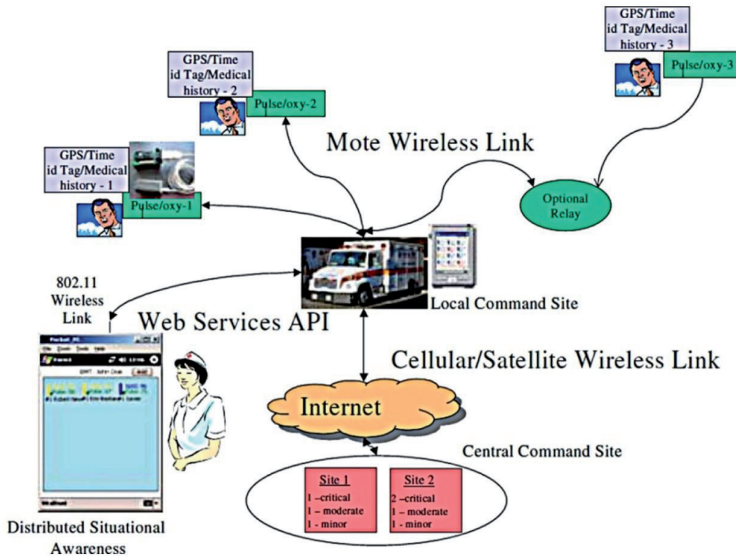 GPS/Time
id Tag/Medical
history - 3
Pulse/oxy-3
GPS/Time
id Tag/Medical
history - 2
Pulse/oxy-2
Mote Wireless Link
GPS/Time
id Tag/Medical
history - 1
Pulse/oxy-1
Optional
Relay
802.11
Wireless
Link
Local Command Site
Web Services API
Cellular/Satellite Wireless Link
Internet
Central Command Site
Site 1
1 –critical
1 – moderate
1 - minor
Site 2
2 –critical
1 – moderate
1 - minor
Distributed Situational
Awareness